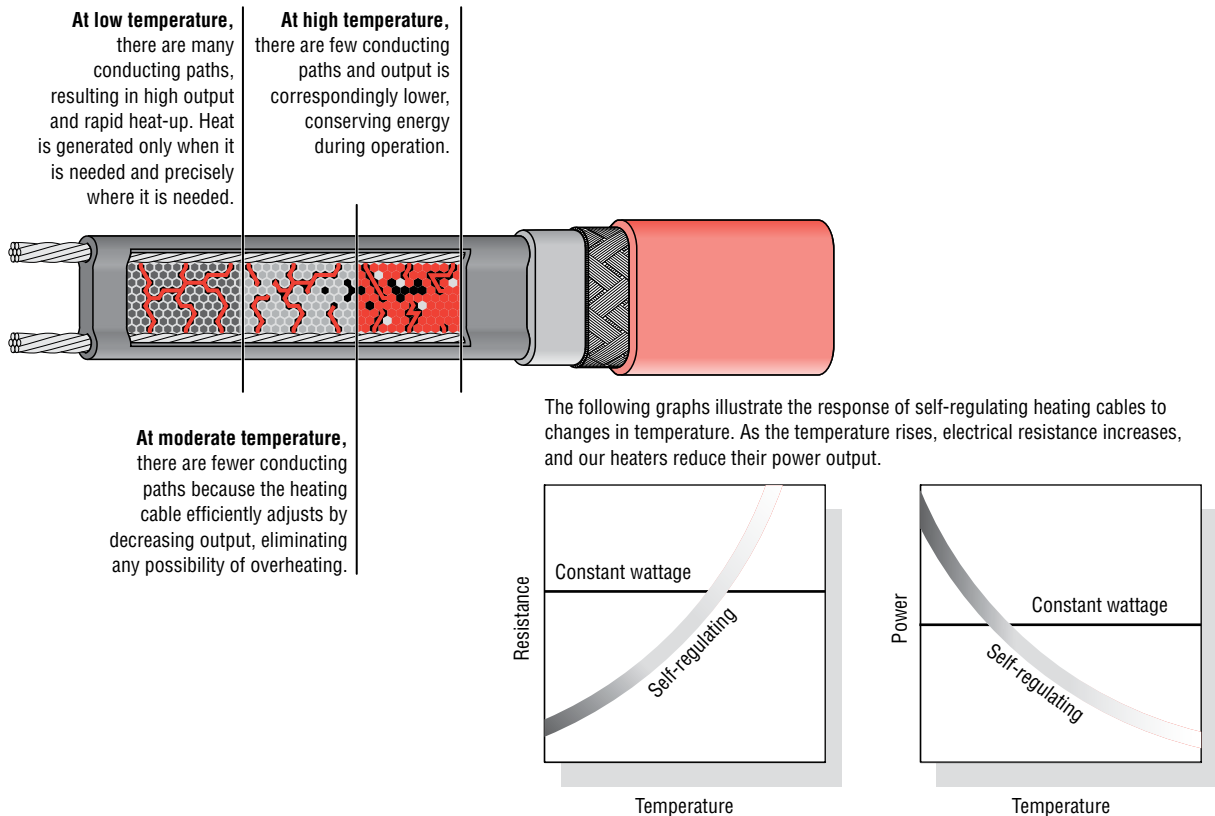 At low temperature,
there are many
conducting paths,
resulting in high output
and rapid heat-up. Heat
is generated only when it
is needed and precisely
where it is needed.
At high temperature,
there are few conducting
paths and output is
correspondingly lower,
conserving energy
during operation.
At moderate temperature,
there are fewer conducting
paths because the heating
cable efficiently adjusts by
decreasing output, eliminating
any possibility of overheating.
The following graphs illustrate the response of self-regulating heating cables to
changes in temperature. As the temperature rises, electrical resistance increases,
and our heaters reduce their power output.
Resistance
Constant wattage
Self-regulating
Temperature
Power
Constant wattage
Self-regulating
Temperature